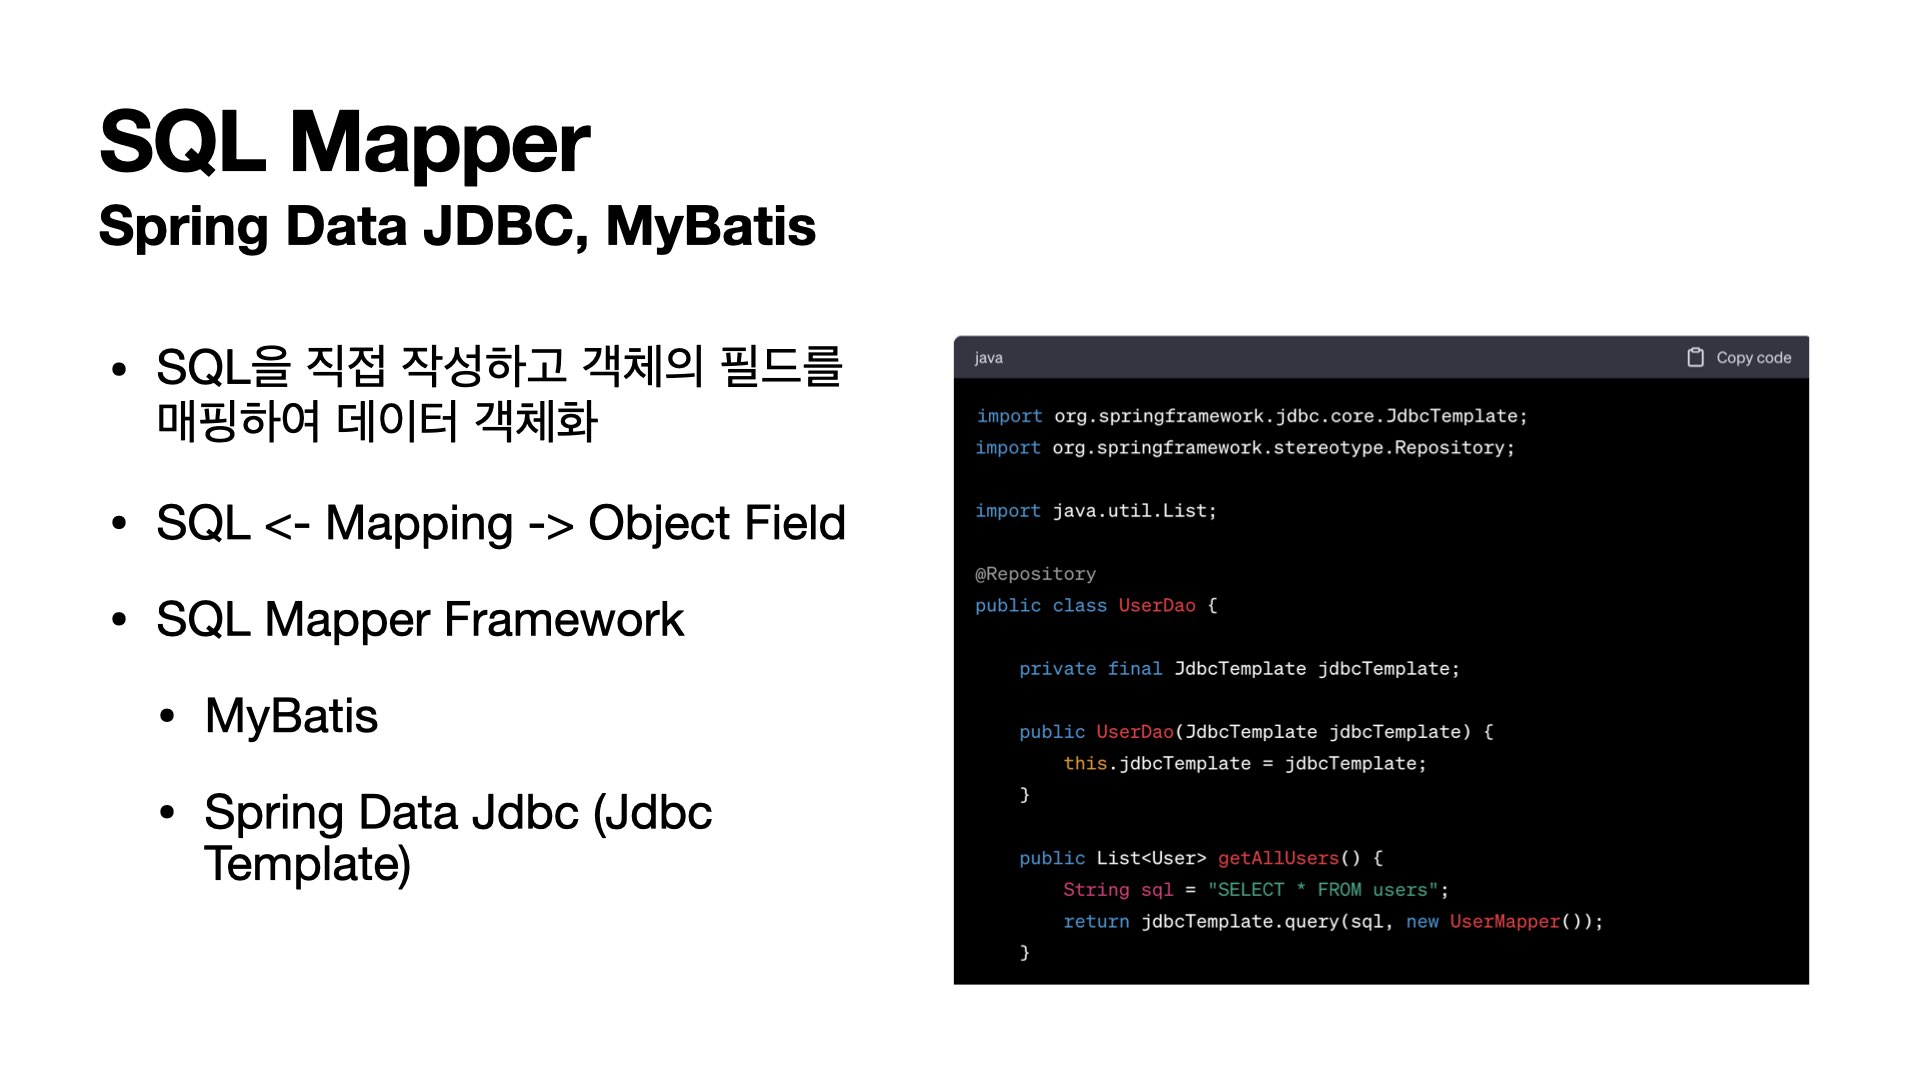 SQL Mapper
Spring Data JDBC, MyBatis
• SQL을 직접 작성하고 객체의 필드를
매핑하여 데이터 객체화
• SQL <- Mapping -> Object Field
• SQL Mapper Framework
• MyBatis
• Spring Data Jdbc (Jdbc
Template)
java
Copy code
import org.springframework.jdbc.core.JdbcTemplate;
import org.springframework.stereotype.Repository;
import java.util.List;
@Repository
public class UserDao {
    private final JdbcTemplate jdbcTemplate;
    public UserDao(JdbcTemplate jdbcTemplate) {
        this.jdbcTemplate = jdbcTemplate;
    }
    public List<User> getAllUsers() {
        String sql = "SELECT * FROM users";
        return jdbcTemplate.query(sql, new UserMapper());
    }